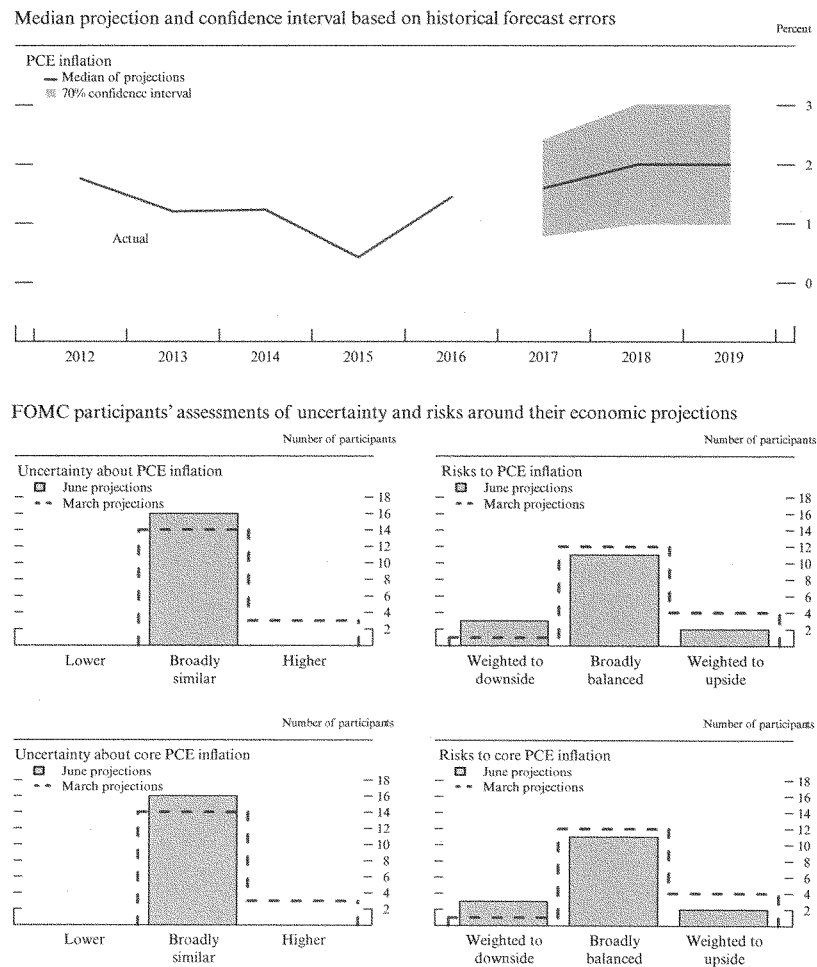 Median projection and confidence interval based on historical forecast errors
Percent
PCE inflation
Median of projections
70% confidence interval
3
2
1
0
Actual
2012 2013 2014 2015 2016 2017 2018 2019
FOMC participants' assessments of uncertainty and risks around their economic projections
Number of participants
Uncertainty about PCE inflation
June projections
March projections
18
16
14
12
10
8
6
4
2
Lower Broadly similar Higher
Number of participants
Risks to PCE inflation
June projections
March projections
18
16
14
12
10
8
6
4
2
Weighted to downside Broadly balanced Weighted to upside
Number of participants
Uncertainty about core PCE inflation
June projections
March projections
18
16
14
12
10
8
6
4
2
Lower Broadly similar Higher
Number of participants
Risks to core PCE inflation
June projections
March projections
18
16
14
12
10
8
6
4
2
Weighted to downside Broadly balanced Weighted to upside